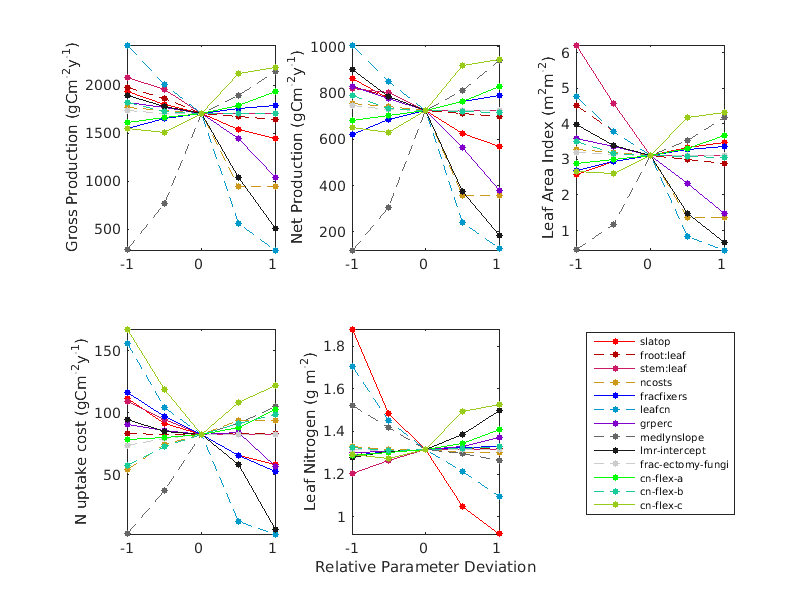 Gross Production (gCm⁻²y⁻¹)
2000
1500
1000
500
-1 0 1
Net Production (gCm⁻²y⁻¹)
1000
800
600
400
200
-1 0 1
Leaf Area Index (m²m⁻²)
6
5
4
3
2
1
-1 0 1
N uptake cost (gCm⁻²y⁻¹)
150
100
50
-1 0 1
Leaf Nitrogen (g m⁻²)
1.8
1.6
1.4
1.2
1
-1 0 1
Relative Parameter Deviation
slatop
froot:leaf
stem:leaf
ncosts
fracfixers
leafcn
grperc
medlynslope
lmr-intercept
frac-ectomy-fungi
cn-flex-a
cn-flex-b
cn-flex-c